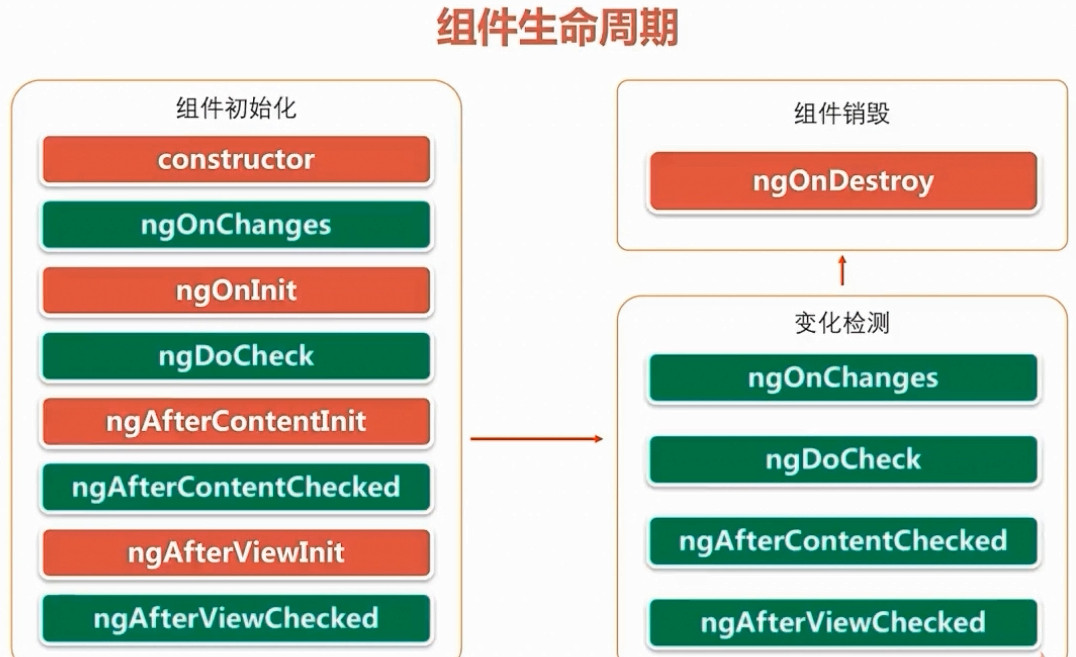 组件生命周期
组件初始化
constructor
ngOnChanges
ngOnInit
ngDoCheck
ngAfterContentInit
ngAfterContentChecked
ngAfterViewInit
ngAfterViewChecked
组件销毁
ngOnDestroy
变化检测
ngOnChanges
ngDoCheck
ngAfterContentChecked
ngAfterViewChecked